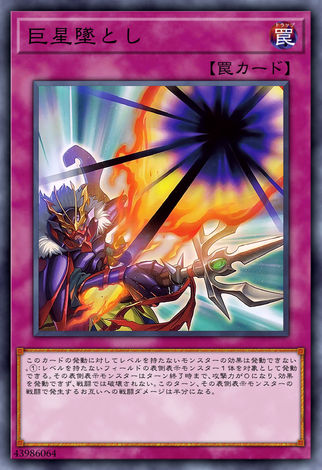 巨星墜とし
トラップ
罠
【罠カード】
このカードの発動に対してレベルを持たないモンスターの効果は発動できない
。①:レベルを持たないフィールドの表側表示モンスター1体を対象として発動
できる。その表側表示モンスターはターン終了時まで、攻撃力が0になり、効果
を発動できず、戦闘では破壊されない。このターン、その表側表示モンスターの
戦闘で発生するお互いへの戦闘ダメージは半分になる。
43986064